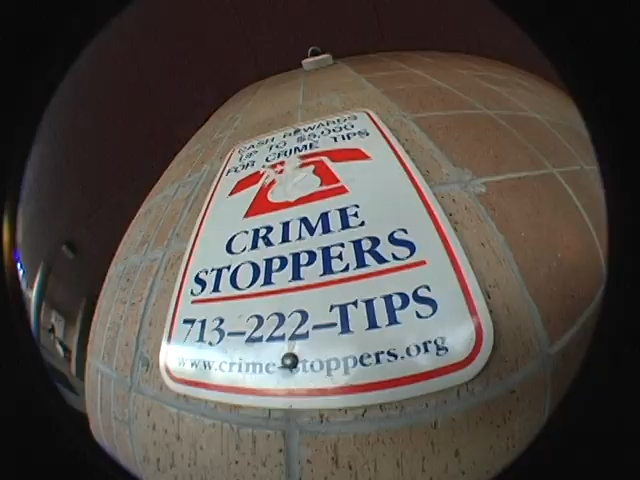 CASH REWARDS
UP TO $5,000
FOR CRIME TIPS
CRIME
STOPPERS
713-222-TIPS
www.crime-stoppers.org